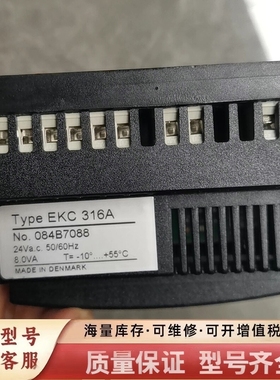 Type EKC 316A
No. 084B7088
24Va.c. 50/60Hz
8.0VA T= -10° +55°C
MADE IN DENMARK
型号
客服
海量库存·可维修·可开增值税
质量保证 型号齐